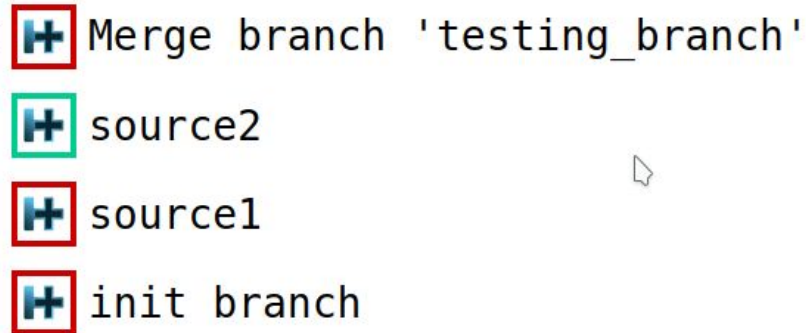 Merge branch 'testing_branch'
source2
source1
init branch